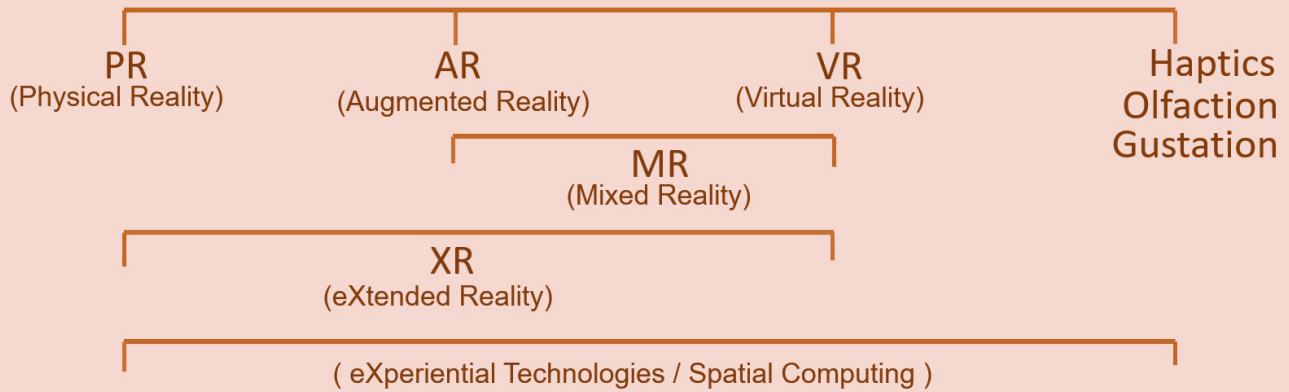 PR
(Physical Reality)
AR
(Augmented Reality)
VR
(Virtual Reality)
Haptics
Olfaction
Gustation
MR
(Mixed Reality)
XR
(eXtended Reality)
( eXperiential Technologies / Spatial Computing )